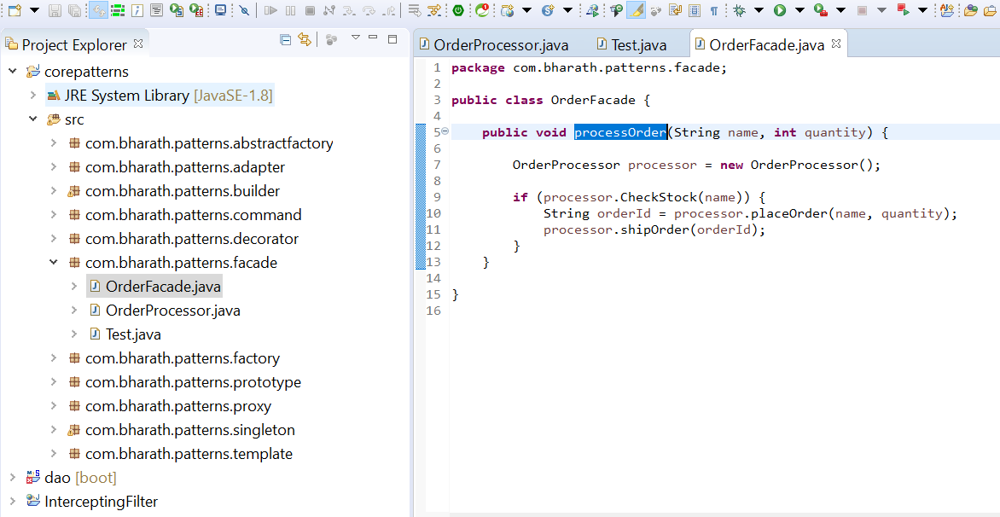 Project Explorer
corepatterns
JRE System Library [JavaSE-1.8]
src
com.bharath.patterns.abstractfactory
com.bharath.patterns.adapter
com.bharath.patterns.builder
com.bharath.patterns.command
com.bharath.patterns.decorator
com.bharath.patterns.facade
OrderFacade.java
OrderProcessor.java
Test.java
com.bharath.patterns.factory
com.bharath.patterns.prototype
com.bharath.patterns.proxy
com.bharath.patterns.singleton
com.bharath.patterns.template
dao [boot]
InterceptingFilter
OrderProcessor.java Test.java OrderFacade.java
1 package com.bharath.patterns.facade;
2
3 public class OrderFacade {
4
5 public void processOrder(String name, int quantity) {
6
7 OrderProcessor processor = new OrderProcessor();
8
9 if (processor.CheckStock(name)) {
10 String orderId = processor.placeOrder(name, quantity);
11 processor.shipOrder(orderId);
12 }
13 }
14
15 }
16